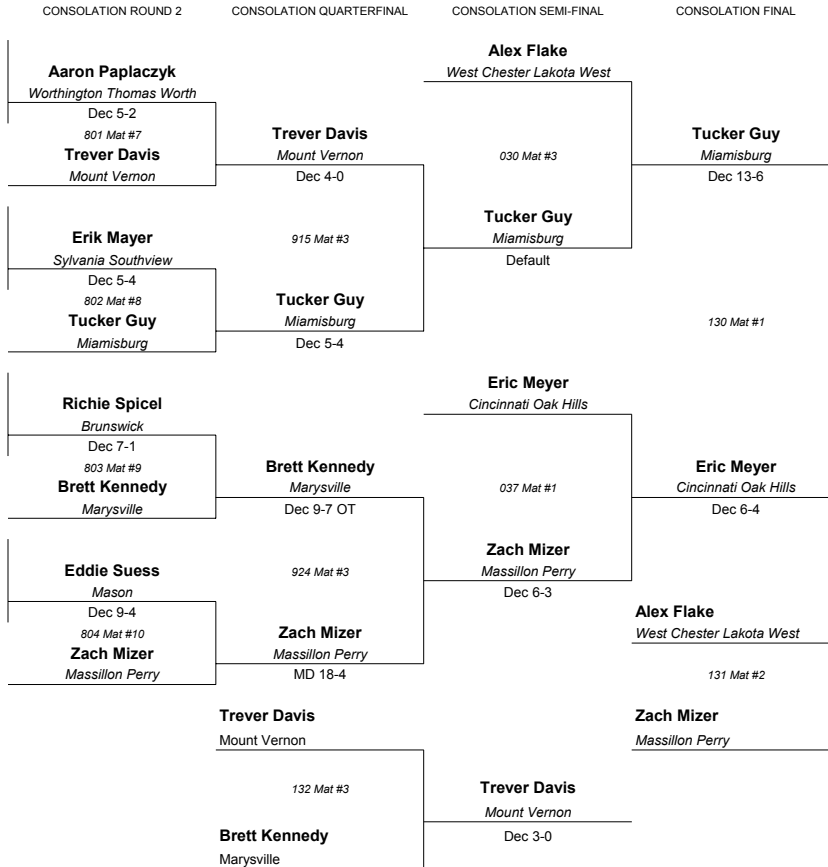 CONSOLATION ROUND 2
CONSOLATION QUARTERFINAL
CONSOLATION SEMI-FINAL
CONSOLATION FINAL
Aaron Paplaczyk
Worthington Thomas Worth
Dec 5-2
801 Mat #7
Trever Davis
Mount Vernon
Erik Mayer
Sylvania Southview
Dec 5-4
802 Mat #8
Tucker Guy
Miamisburg
Richie Spicel
Brunswick
Dec 7-1
803 Mat #9
Brett Kennedy
Marysville
Eddie Suess
Mason
Dec 9-4
804 Mat #10
Zach Mizer
Massillon Perry
Trever Davis
Mount Vernon
Dec 4-0
915 Mat #3
Tucker Guy
Miamisburg
Dec 5-4
Brett Kennedy
Marysville
Dec 9-7 OT
924 Mat #3
Zach Mizer
Massillon Perry
MD 18-4
Trever Davis
Mount Vernon
132 Mat #3
Brett Kennedy
Marysville
Alex Flake
West Chester Lakota West
030 Mat #3
Tucker Guy
Miamisburg
Default
Eric Meyer
Cincinnati Oak Hills
037 Mat #1
Zach Mizer
Massillon Perry
Dec 6-3
Trever Davis
Mount Vernon
Dec 3-0
Tucker Guy
Miamisburg
Dec 13-6
130 Mat #1
Eric Meyer
Cincinnati Oak Hills
Dec 6-4
Alex Flake
West Chester Lakota West
131 Mat #2
Zach Mizer
Massillon Perry